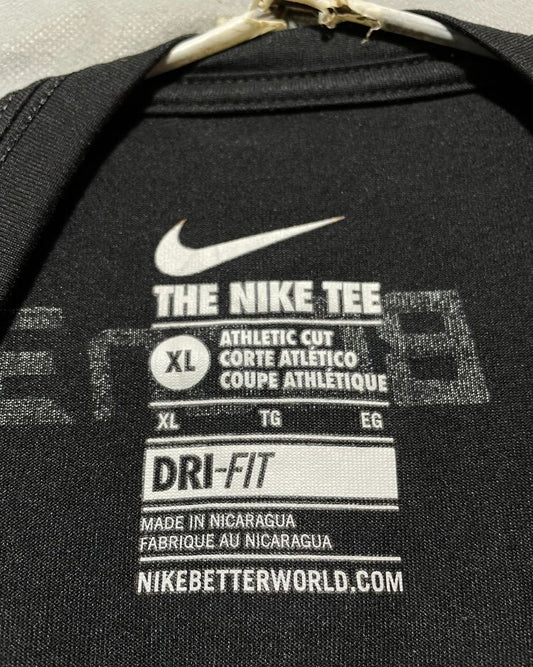 THE NIKE TEE
XL
ATHLETIC CUT
CORTE ATLÉTICO
COUPE ATHLÉTIQUE
XL TG EG
DRI-FIT
MADE IN NICARAGUA
FABRIQUE AU NICARAGUA
NIKEBETTERWORLD.COM